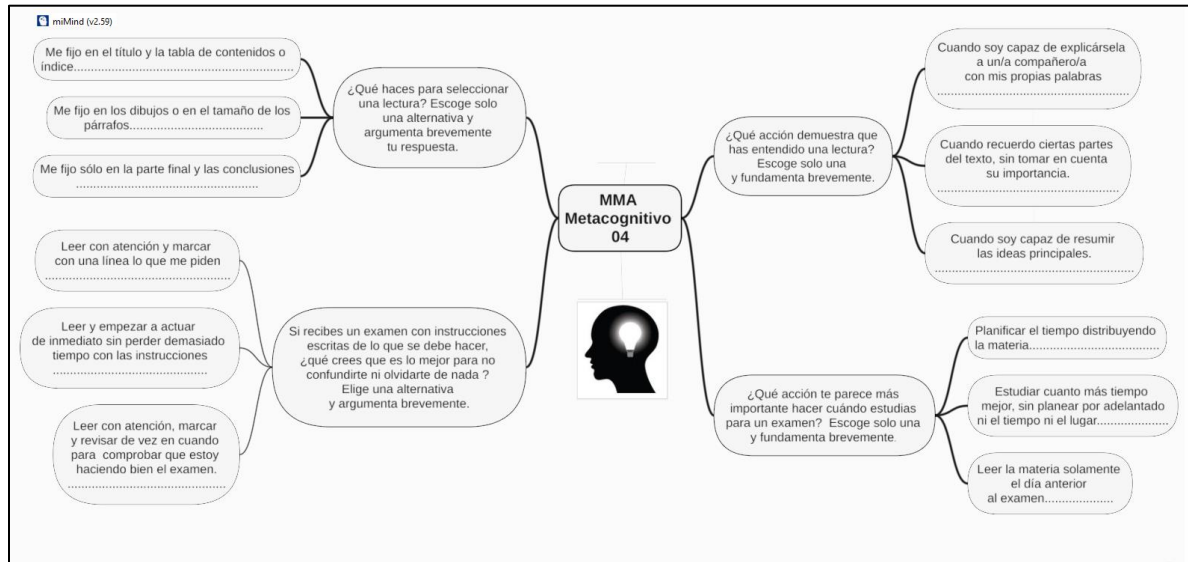 miMind (v2.59)
Me fijo en el título y la tabla de contenidos o
índice...............................................................
Me fijo en los dibujos o en el tamaño de los
párrafos......................................
Me fijo sólo en la parte final y las conclusiones
....................................................
¿Qué haces para seleccionar
una lectura? Escoge solo
una alternativa y
argumenta brevemente
tu respuesta.
Leer con atención y marcar
con una línea lo que me piden
.....................................................
Leer y empezar a actuar
de inmediato sin perder demasiado
tiempo con las instrucciones
....................................................
Leer con atención, marcar
y revisar de vez en cuando
para comprobar que estoy
haciendo bien el examen.
.............................................
Si recibes un examen con instrucciones
escritas de lo que se debe hacer,
¿qué crees que es lo mejor para no
confundirte ni olvidarte de nada ?
Elige una alternativa
y argumenta brevemente.
MMA
Metacognitivo
04
¿Qué acción demuestra que
has entendido una lectura?
Escoge solo una
y fundamenta brevemente.
Cuando soy capaz de explicársela
a un/a compañero/a
con mis propias palabras
.......................................................
Cuando recuerdo ciertas partes
del texto, sin tomar en cuenta
su importancia.
....................................................
Cuando soy capaz de resumir
las ideas principales.
.........................................................
¿Qué acción te parece más
importante hacer cuándo estudias
para un examen? Escoge solo una
y fundamenta brevemente.
Planificar el tiempo distribuyendo
la materia.....................................
Estudiar cuanto más tiempo
mejor, sin planear por adelantado
ni el tiempo ni el lugar....................
Leer la materia solamente
el día anterior
al examen....................